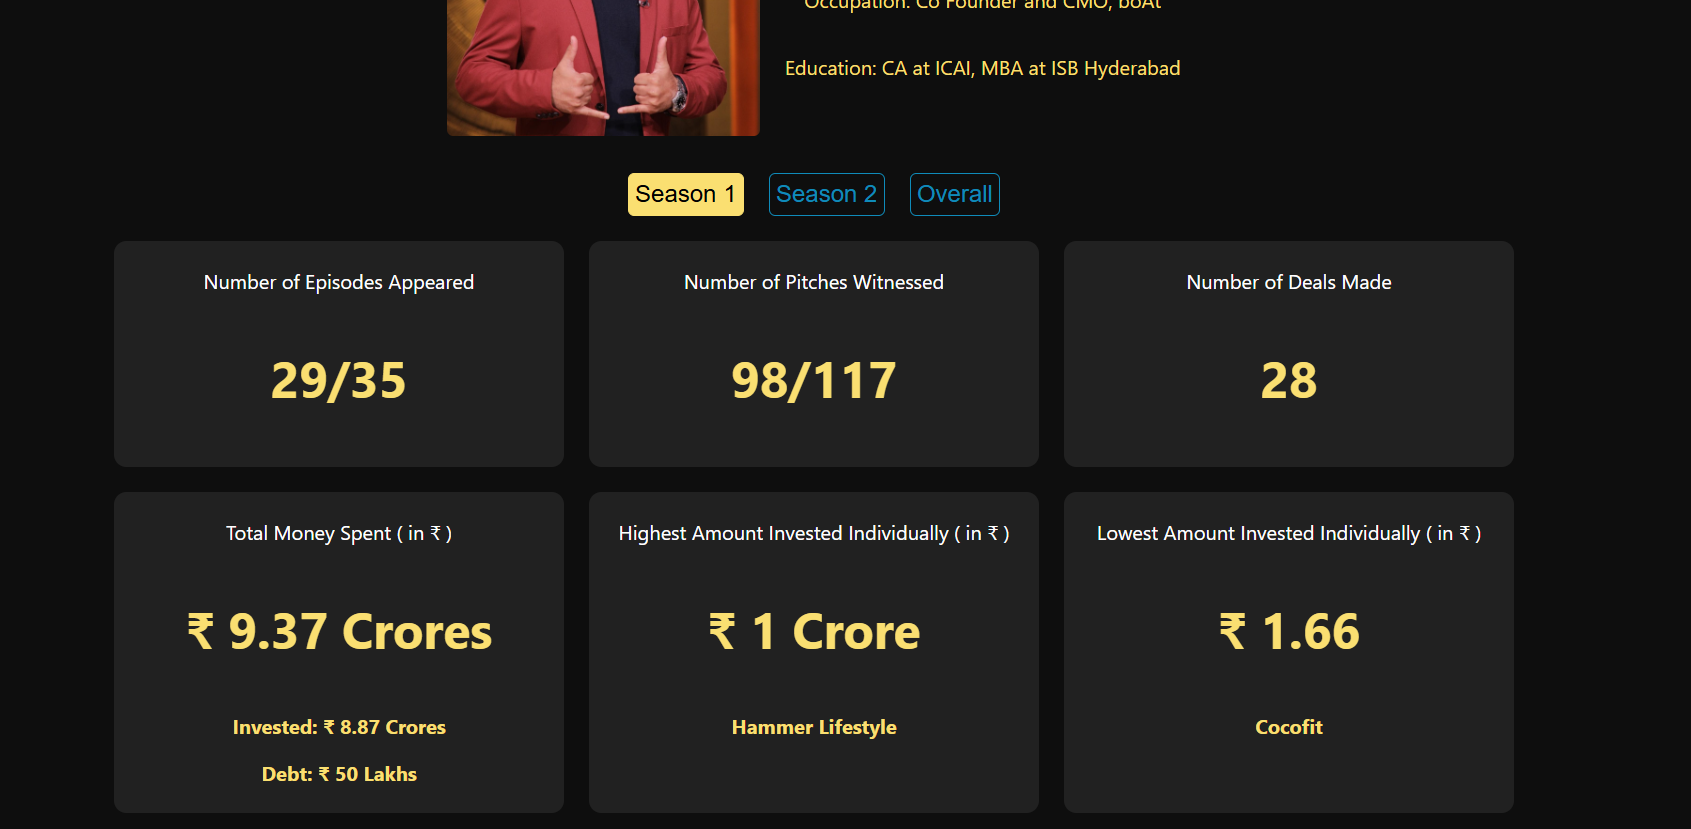 Occupation: Co Founder and CMO, boAt
Education: CA at ICAI, MBA at ISB Hyderabad
Season 1
Season 2
Overall
Number of Episodes Appeared
29/35
Number of Pitches Witnessed
98/117
Number of Deals Made
28
Total Money Spent ( in ₹ )
₹ 9.37 Crores
Invested: ₹ 8.87 Crores
Debt: ₹ 50 Lakhs
Highest Amount Invested Individually ( in ₹ )
₹ 1 Crore
Hammer Lifestyle
Lowest Amount Invested Individually ( in ₹ )
₹ 1.66
Cocofit